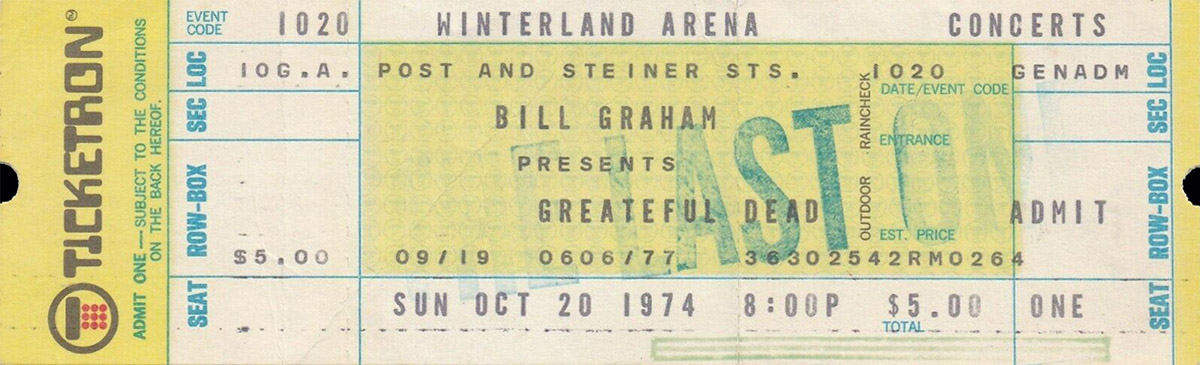 TICKETRON®
ADMIT ONE — SUBJECT TO THE CONDITIONS
ON THE BACK HEREOF.
EVENT CODE 1020 WINTERLAND ARENA CONCERTS
LOC 10G.A. POST AND STEINER STS. 1020 GENADM LOC
DATE/EVENT CODE
SEC BILL GRAHAM SEC
ENTRANCE
PRESENTS
ROW-BOX GREATEFUL DEAD ADMIT ROW-BOX
OUTDOOR RAINCHECK
EST. PRICE
$5.00 09/19 0606/77 36302542RM0264
SEAT SUN OCT 20 1974 8:00P $5.00 ONE SEAT
TOTAL
THE LAST ONE